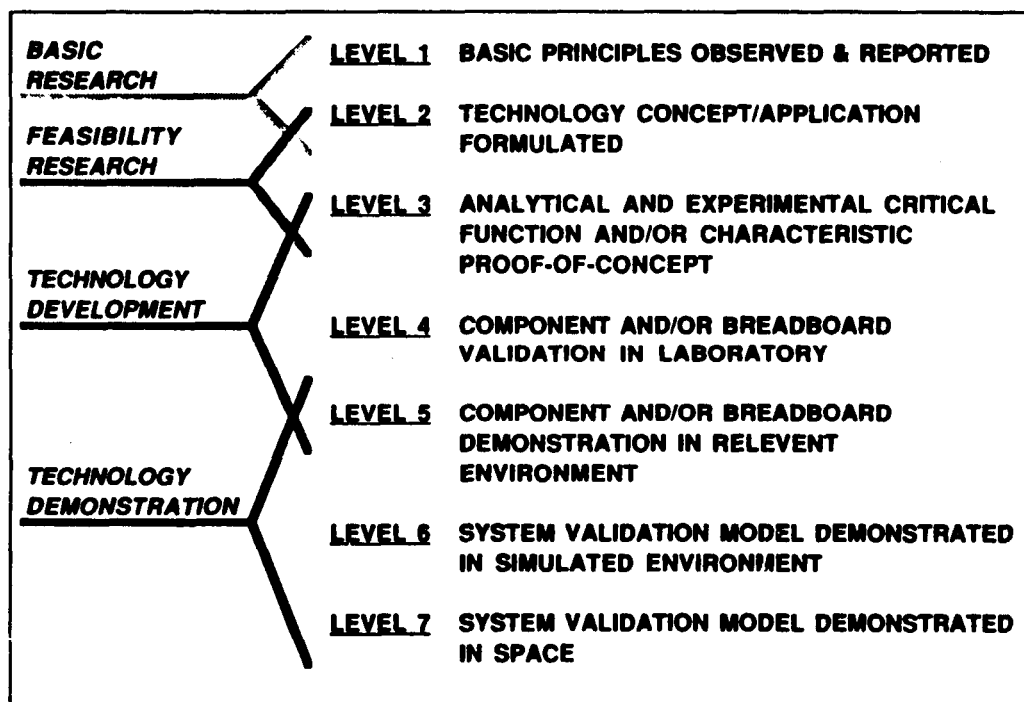 BASIC
RESEARCH
FEASIBILITY
RESEARCH
TECHNOLOGY
DEVELOPMENT
TECHNOLOGY
DEMONSTRATION
LEVEL 1 BASIC PRINCIPLES OBSERVED & REPORTED
LEVEL 2 TECHNOLOGY CONCEPT/APPLICATION
FORMULATED
LEVEL 3 ANALYTICAL AND EXPERIMENTAL CRITICAL
FUNCTION AND/OR CHARACTERISTIC
PROOF-OF-CONCEPT
LEVEL 4 COMPONENT AND/OR BREADBOARD
VALIDATION IN LABORATORY
LEVEL 5 COMPONENT AND/OR BREADBOARD
DEMONSTRATION IN RELEVENT
ENVIRONMENT
LEVEL 6 SYSTEM VALIDATION MODEL DEMONSTRATED
IN SIMULATED ENVIRONMENT
LEVEL 7 SYSTEM VALIDATION MODEL DEMONSTRATED
IN SPACE